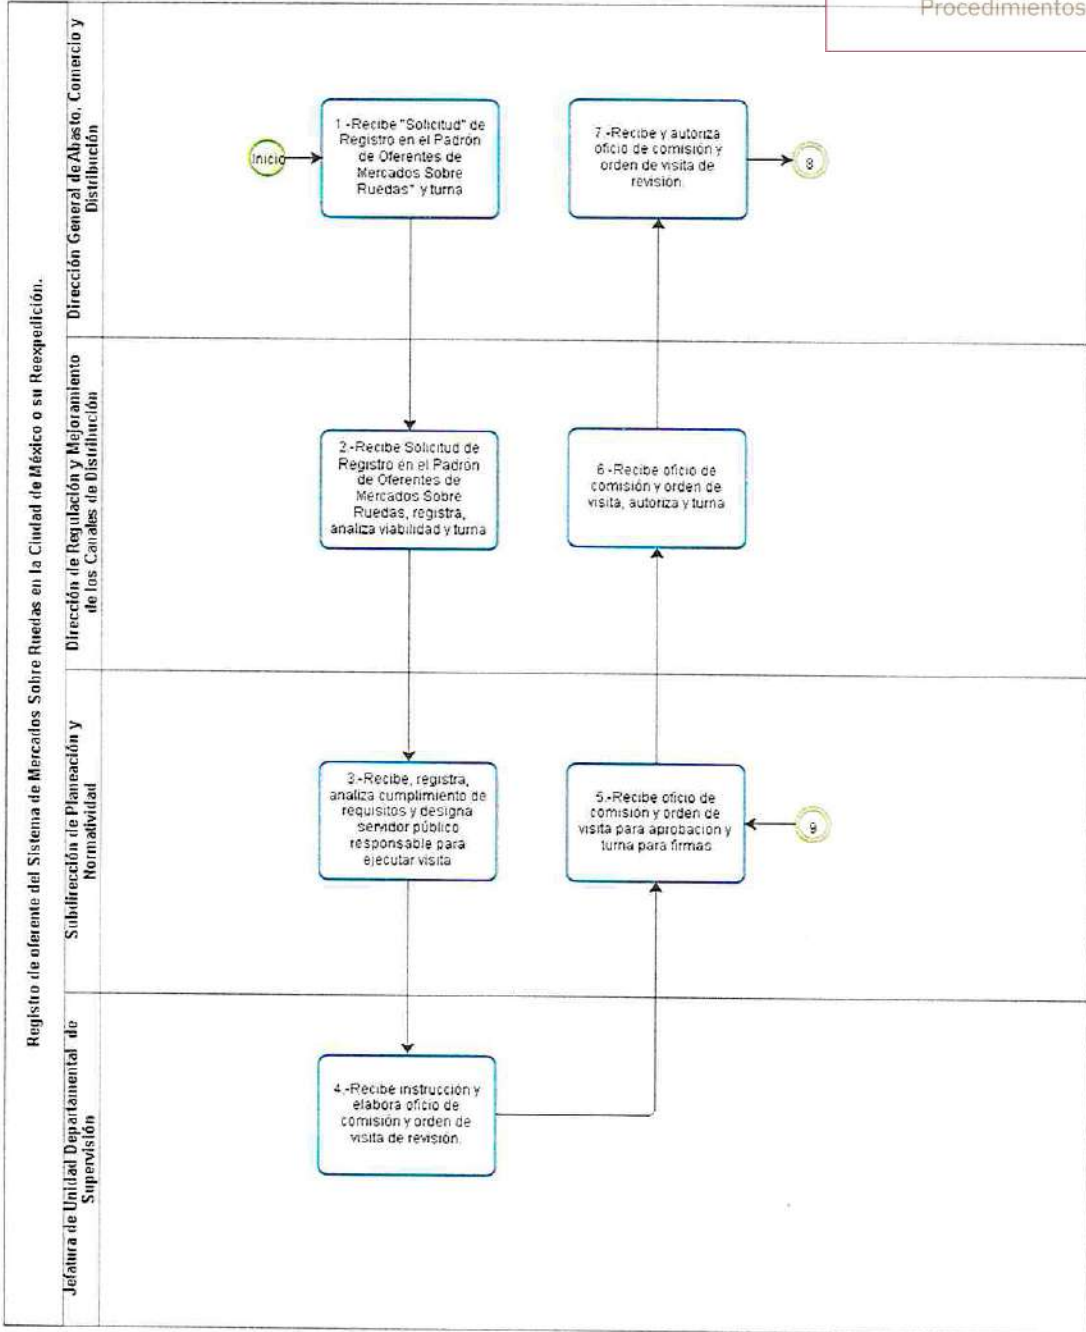 Procedimientos
Registro de oferente del Sistema de Mercados Sobre Ruedas en la Ciudad de México o su Reexpedición.
Dirección General de Abasto, Comercio y
Distribución
Inicio
1.-Recibe "Solicitud" de
Registro en el Padrón
de Oferentes de
Mercados Sobre
Ruedas" y turna
7.-Recibe y autoriza
oficio de comisión y
orden de visita de
revisión.
8
Dirección de Regulación y Mejoramiento
de los Canales de Distribución
2.-Recibe Solicitud de
Registro en el Padrón
de Oferentes de
Mercados Sobre
Ruedas, registra,
analiza viabilidad y turna
6.-Recibe oficio de
comisión y orden de
visita, autoriza y turna
Subdirección de Planeación y
Normatividad
3.-Recibe, registra,
analiza cumplimiento de
requisitos y designa
servidor público
responsable para
ejecutar visita
5.-Recibe oficio de
comisión y orden de
visita para aprobación y
turna para firmas
9
Jefatura de Unidad Departamental de
Supervisión
4.-Recibe instrucción y
elabora oficio de
comisión y orden de
visita de revisión.